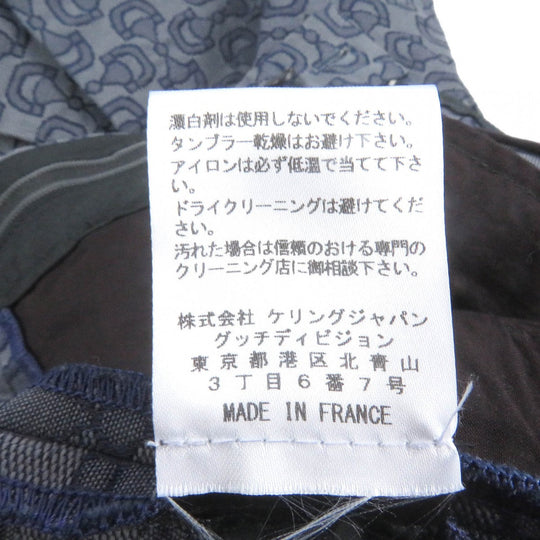 漂白剤は使用しないでください。
タンブラー乾燥はお避け下さい。
アイロンは必ず低温で当てて下さ
い。
ドライクリーニングは避けてくだ
さい。
汚れた場合は信頼のおける専門の
クリーニング店に御相談下さい。
株式会社 ケリングジャパン
グッチディビジョン
東京都港区北青山
3丁目6番7号
MADE IN FRANCE